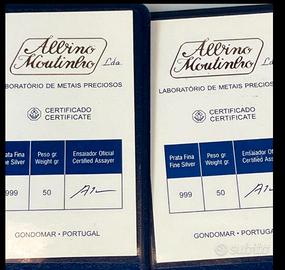 Albino
Moutinho Lda.
LABORATÓRIO DE METAIS PRECIOSOS
CERTIFICADO
CERTIFICATE
Prata Fina
Fine Silver
Peso gr
Weight gr
Ensaiador Oficial
Certified Assayer
999
50
GONDOMAR • PORTUGAL
Albino
Moutinho Lda.
LABORATÓRIO DE METAIS PRECIOSOS
CERTIFICADO
CERTIFICATE
Prata Fina
Fine Silver
Peso gr
Weight gr
Ensaiador Oficial
Certified Assayer
999
50
GONDOMAR • PORTUGAL
subito